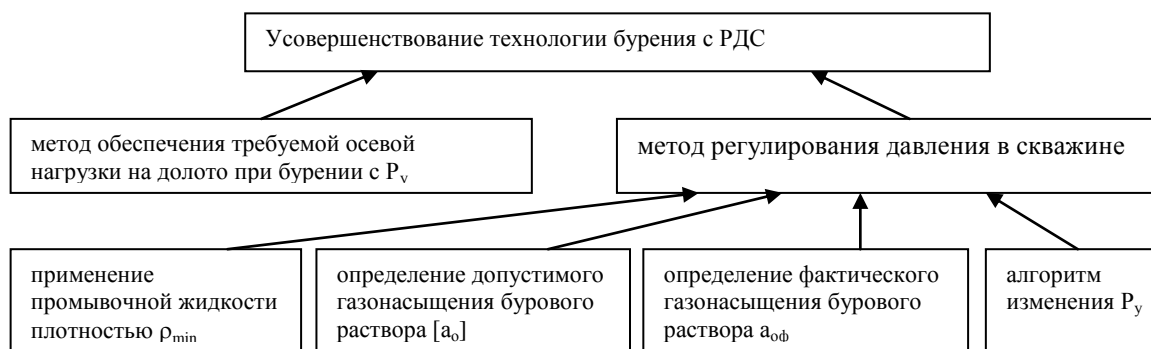 Усовершенствование технологии бурения с РДС
метод обеспечения требуемой осевой
нагрузки на долото при бурении с Pᵧ
метод регулирования давления в скважине
применение
промывочной жидкости
плотностью ρmin
определение допустимого
газонасыщения бурового
раствора [aо]
определение фактического
газонасыщения бурового
раствора aоф
алгоритм
изменения Pу